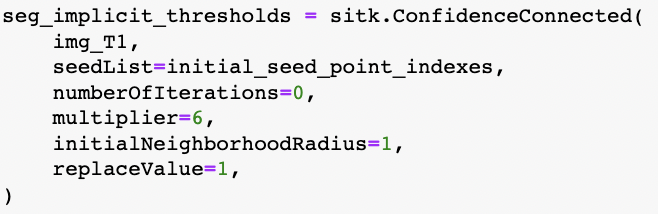 seg_implicit_thresholds = sitk.ConfidenceConnected(
    img_T1,
    seedList=initial_seed_point_indexes,
    numberOfIterations=0,
    multiplier=6,
    initialNeighborhoodRadius=1,
    replaceValue=1,
)